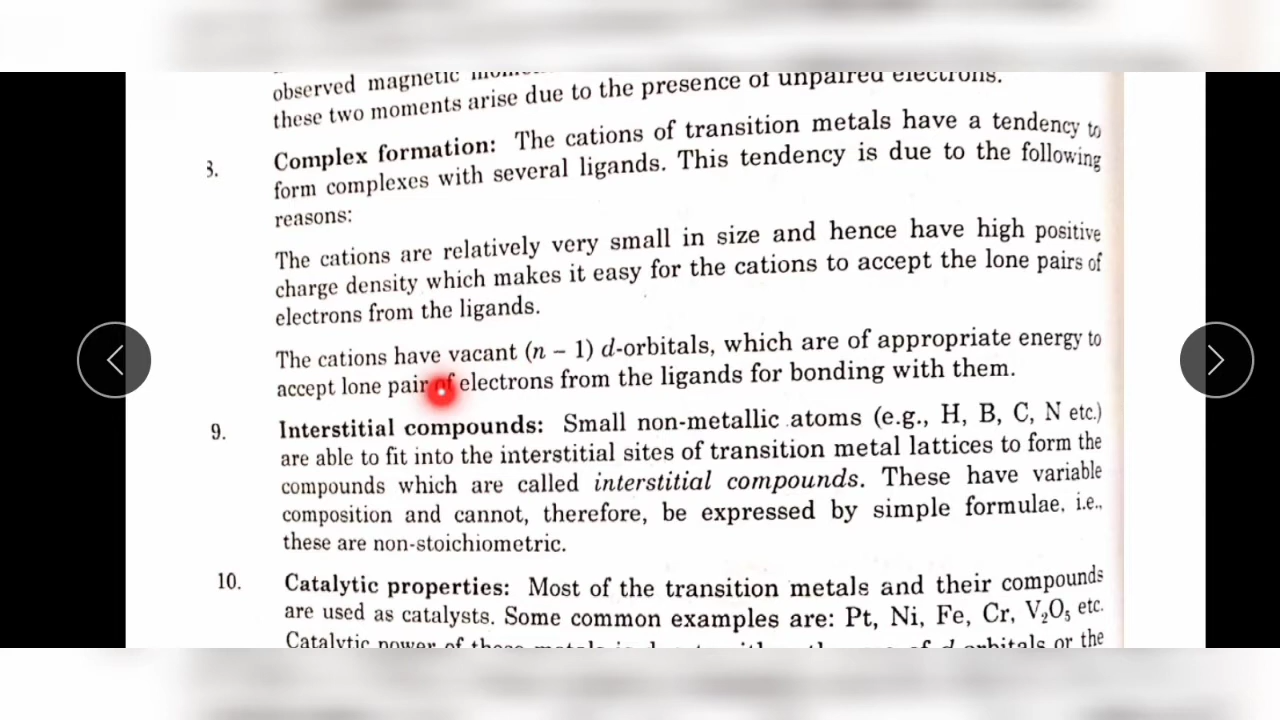 observed magnetic
these two moments arise due to the presence of unpaired electrons.
8. Complex formation: The cations of transition metals have a tendency to
form complexes with several ligands. This tendency is due to the following
reasons:
The cations are relatively very small in size and hence have high positive
charge density which makes it easy for the cations to accept the lone pairs of
electrons from the ligands.
The cations have vacant (n – 1) d-orbitals, which are of appropriate energy to
accept lone pair of electrons from the ligands for bonding with them.
9. Interstitial compounds: Small non-metallic atoms (e.g., H, B, C, N etc.)
are able to fit into the interstitial sites of transition metal lattices to form the
compounds which are called interstitial compounds. These have variable
composition and cannot, therefore, be expressed by simple formulae, i.e.,
these are non-stoichiometric.
10. Catalytic properties: Most of the transition metals and their compounds
are used as catalysts. Some common examples are: Pt, Ni, Fe, Cr, V₂O₅ etc.
Catalytic power of these metals is d-orbitals or the